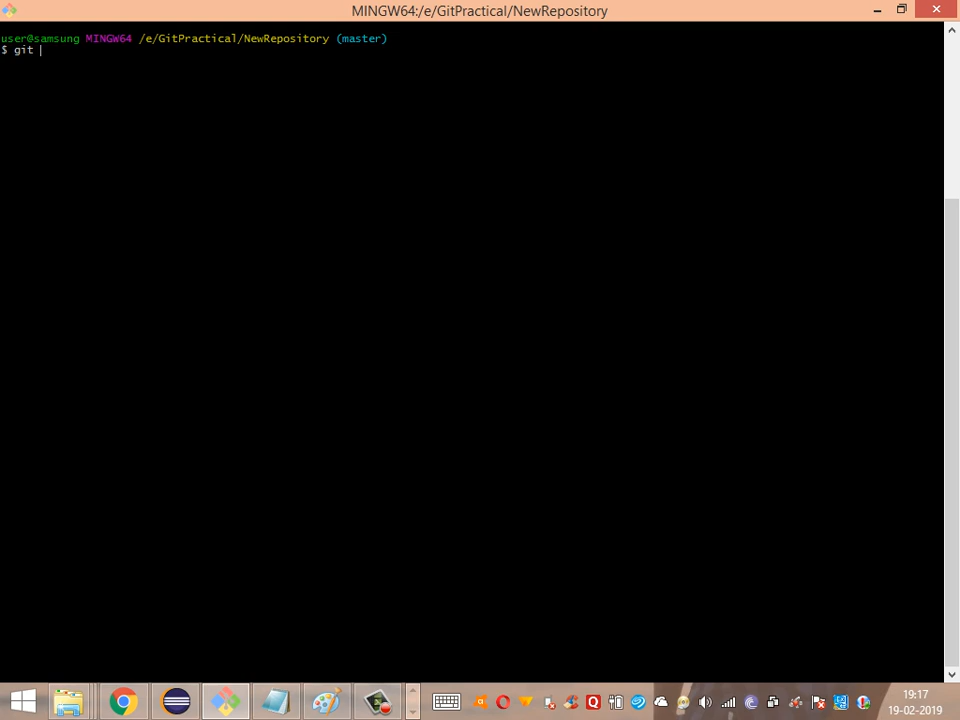 MINGW64:/e/GitPractical/NewRepository
user@samsung MINGW64 /e/GitPractical/NewRepository (master)
$ git
Q
19:17
19-02-2019